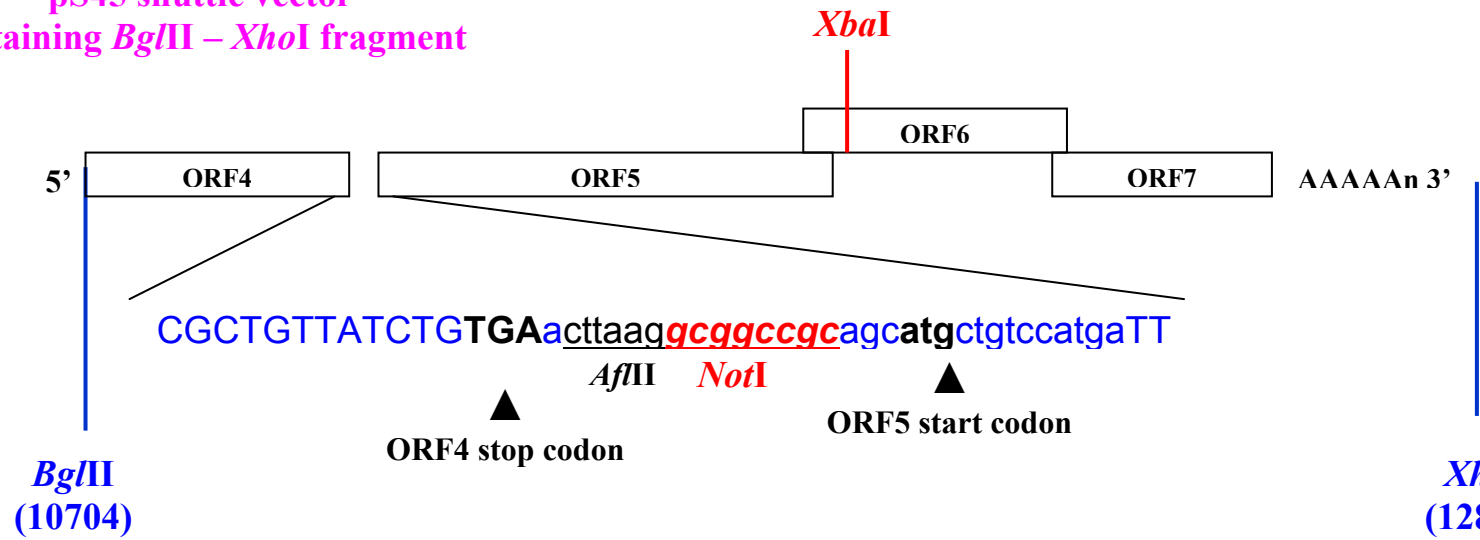 containing BglII – XhoI fragment
XbaI
ORF6
5’ ORF4 ORF5 ORF7 AAAAAn 3’
CGCTGTTATCTGTGAacttaaggcggccgcagcatgctgtccatgaTT
AflII NotI
ORF4 stop codon
ORF5 start codon
BglII
(10704)